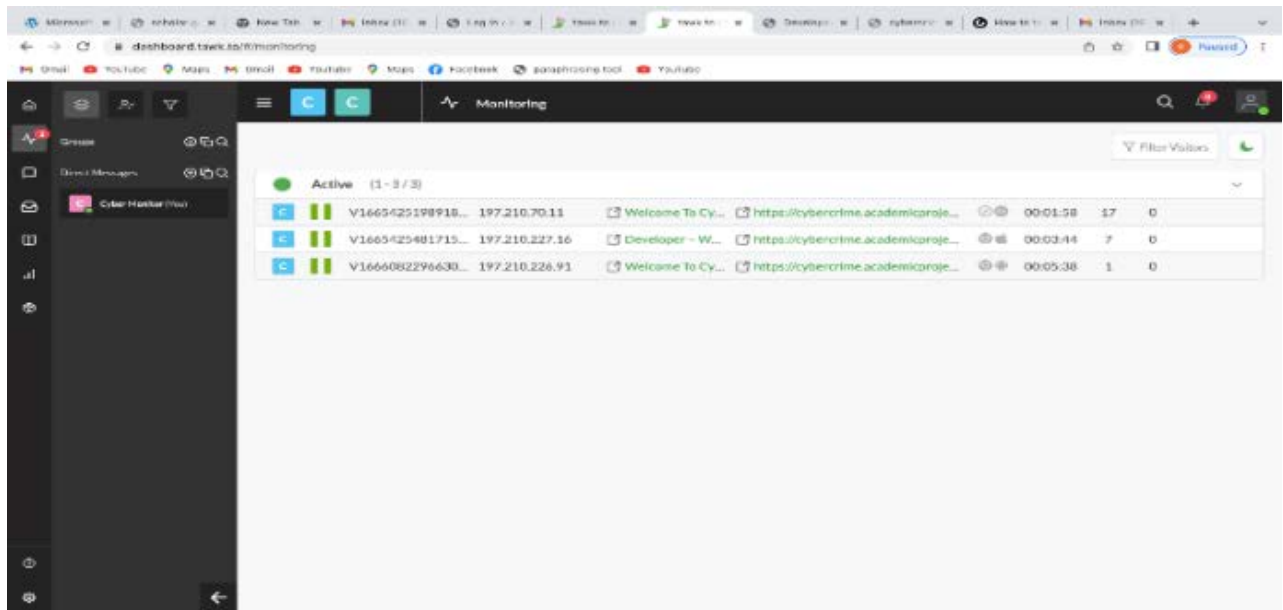 New Tab
dashboard.tawk.to/#/monitoring
Paused
Gmail YouTube Maps Gmail YouTube Maps Facebook paraphrasing tool YouTube
C C Monitoring
Groups
Filter Visitors
Direct Messages
Active (1 - 3 / 3)
C Cyber Monitor (You)
C V1665425198918... 197.210.70.11 Welcome To Cy... https://cybercrime.academicproje... 00:01:58 17 0
C V1665425481715... 197.210.227.16 Developer - W... https://cybercrime.academicproje... 00:03:44 7 0
C V1666082296630... 197.210.226.91 Welcome To Cy... https://cybercrime.academicproje... 00:05:38 1 0